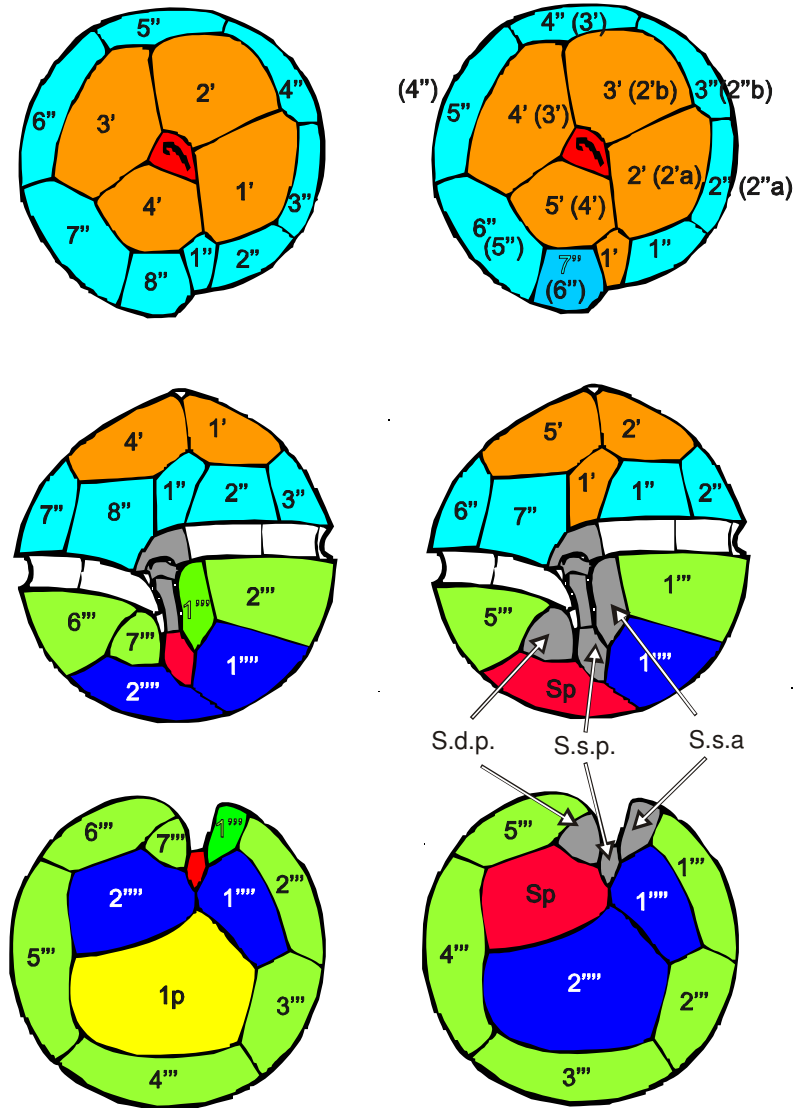 5” 4” (3’)
2’ 4” 3’ (2’b) 3” (2”b)
(4”)
6” 3’ 5” 4’ (3’)
1’ 2’ (2’a) 2” (2”a)
4’ 3” 5’ (4’)
7” 6” (5”)
8” 1” 2” 7” (6”) 1’ 1”
4’ 1’ 5’ 2’
7” 8” 1” 2” 3” 6” 7” 1’ 1” 2”
6”’ 7”’ 1”’ 2”’ 5”’ 1”’
2”” 1”” Sp 1””
S.d.p. S.s.p. S.s.a
6”’ 7”’ 1”’ 5”’
2”” 1”” 2”’ Sp 1”” 1”’
5”’ 4”’
1p 3”’ 2”” 2”’
4”’ 3”’